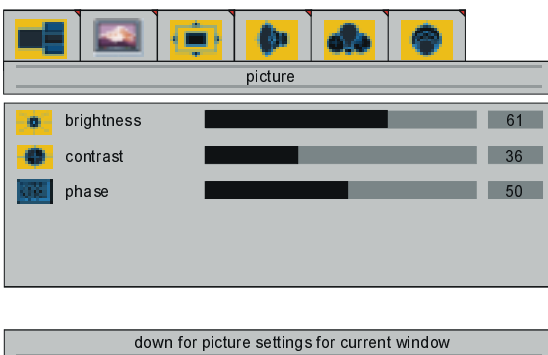 picture
brightness 61
contrast 36
phase 50
down for picture settings for current window